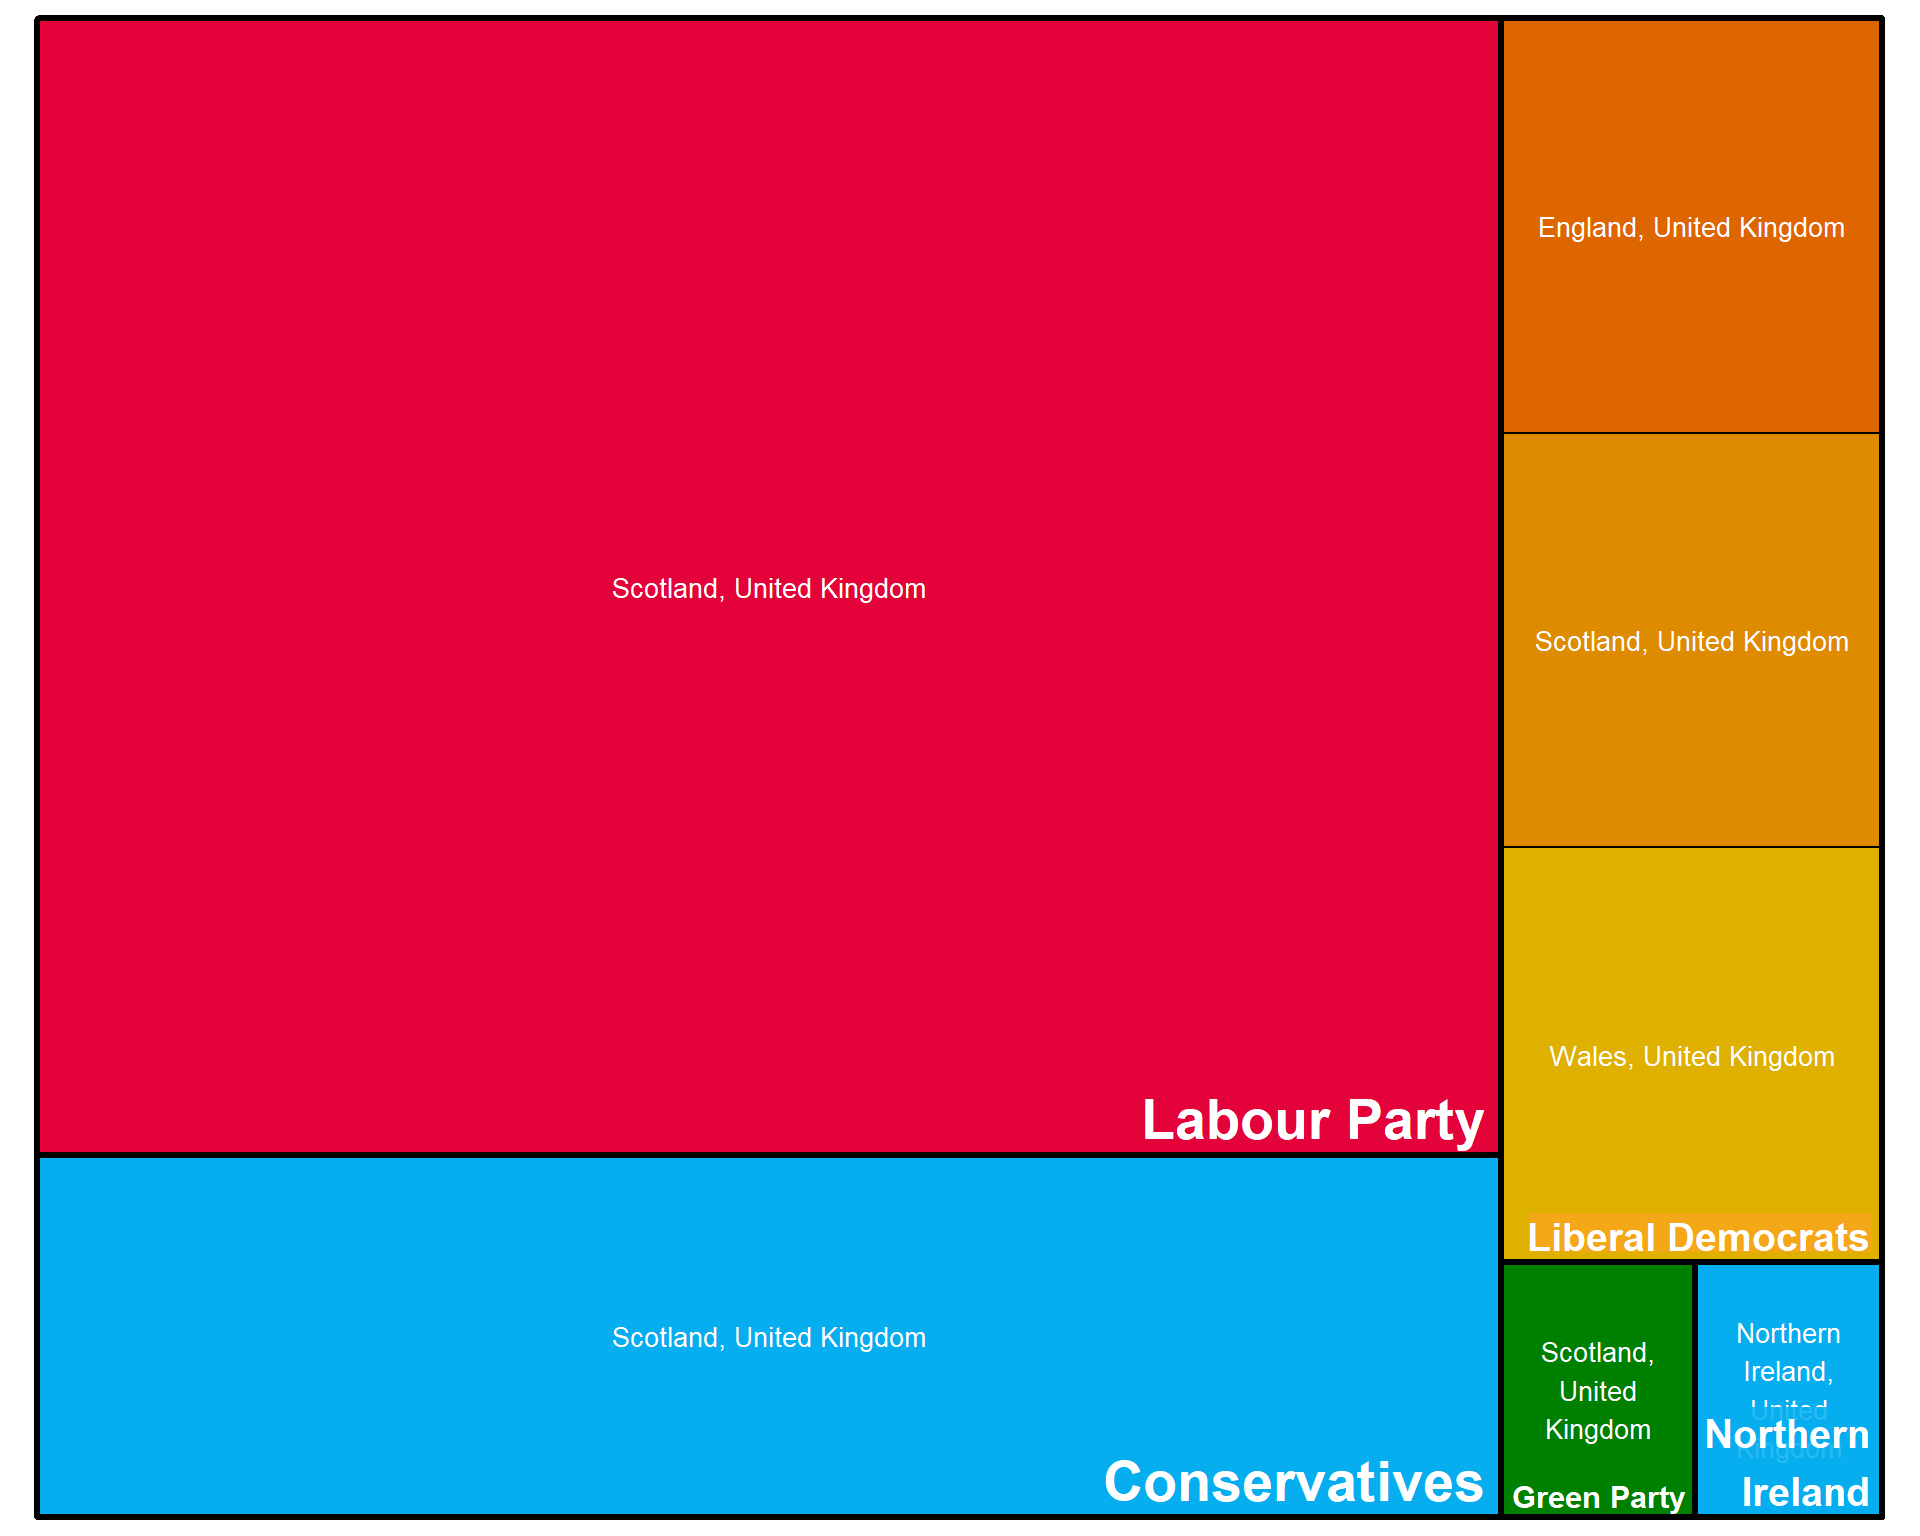 Scotland, United Kingdom
Labour Party
Scotland, United Kingdom
Conservatives
England, United Kingdom
Scotland, United Kingdom
Wales, United Kingdom
Liberal Democrats
Scotland,
United
Kingdom
Green Party
Northern
Ireland,
United
Kingdom
Northern
Ireland